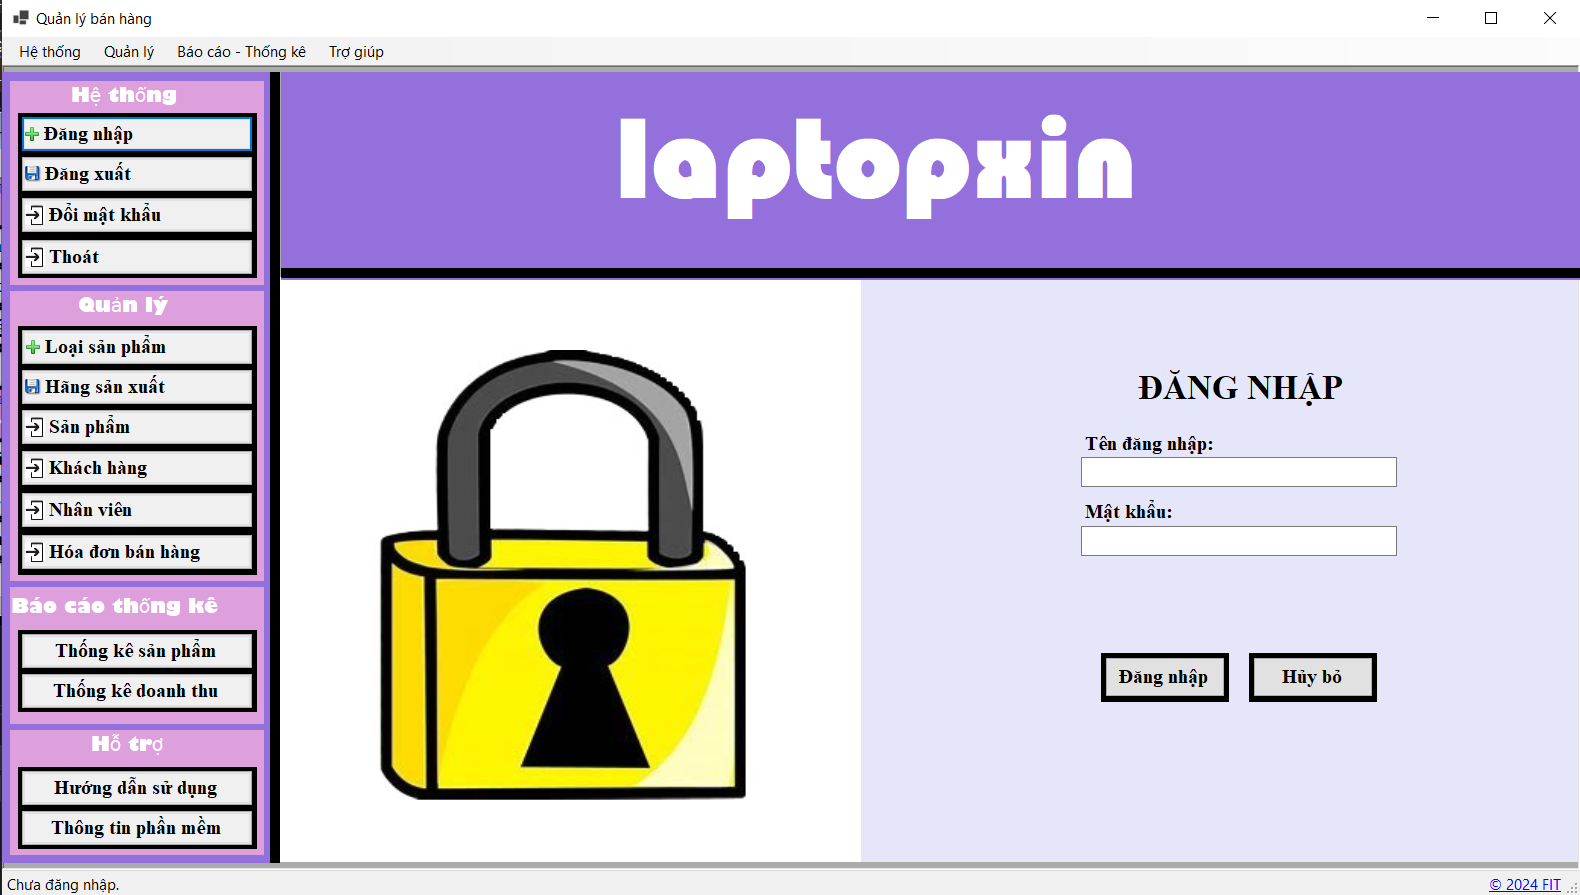 Quản lý bán hàng
Hệ thống Quản lý Báo cáo - Thống kê Trợ giúp
Hệ thống
Đăng nhập
Đăng xuất
Đổi mật khẩu
Thoát
Quản lý
Loại sản phẩm
Hãng sản xuất
Sản phẩm
Khách hàng
Nhân viên
Hóa đơn bán hàng
Báo cáo thống kê
Thống kê sản phẩm
Thống kê doanh thu
Hỗ trợ
Hướng dẫn sử dụng
Thông tin phần mềm
laptopxin
ĐĂNG NHẬP
Tên đăng nhập:
Mật khẩu:
Đăng nhập Hủy bỏ
Chưa đăng nhập.
© 2024 FIT